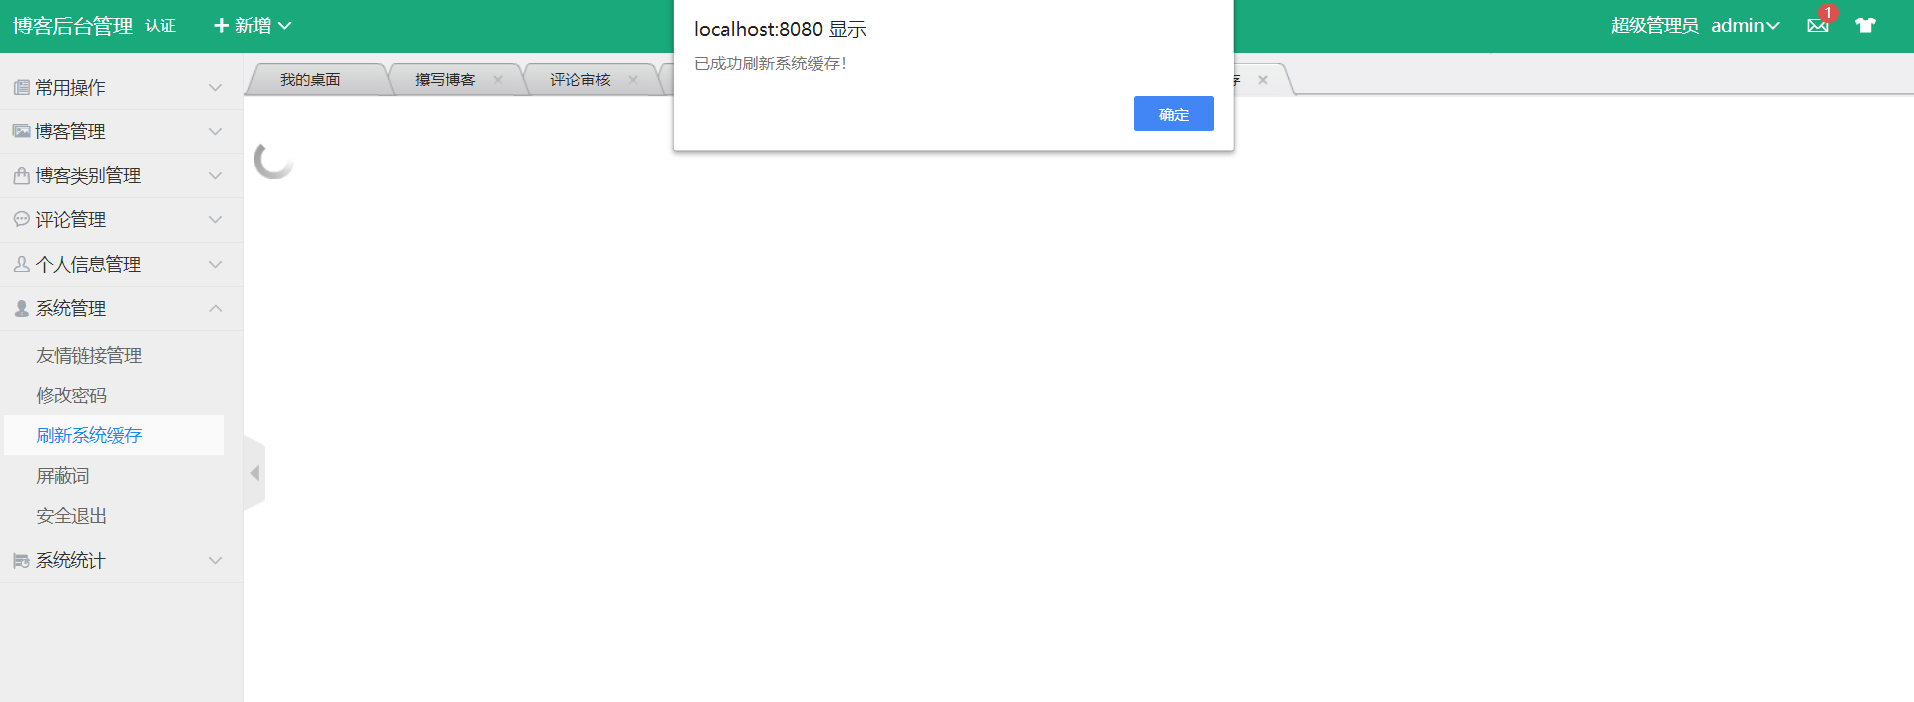 博客后台管理 认证 新增
超级管理员 admin 1
localhost:8080 显示
已成功刷新系统缓存！
确定
我的桌面 撰写博客 评论审核 存
常用操作
博客管理
博客类别管理
评论管理
个人信息管理
系统管理
友情链接管理
修改密码
刷新系统缓存
屏蔽词
安全退出
系统统计